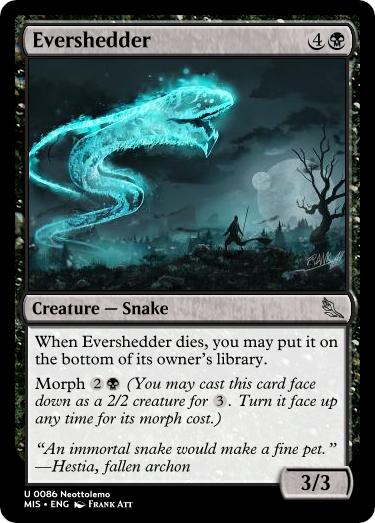 Evershedder 4
Creature — Snake
When Evershedder dies, you may put it on
the bottom of its owner's library.
Morph 2 (You may cast this card face
down as a 2/2 creature for 3. Turn it face up
any time for its morph cost.)
"An immortal snake would make a fine pet."
—Hestia, fallen archon
3/3
U 0086 Neottolemo
MIS • ENG Frank Att